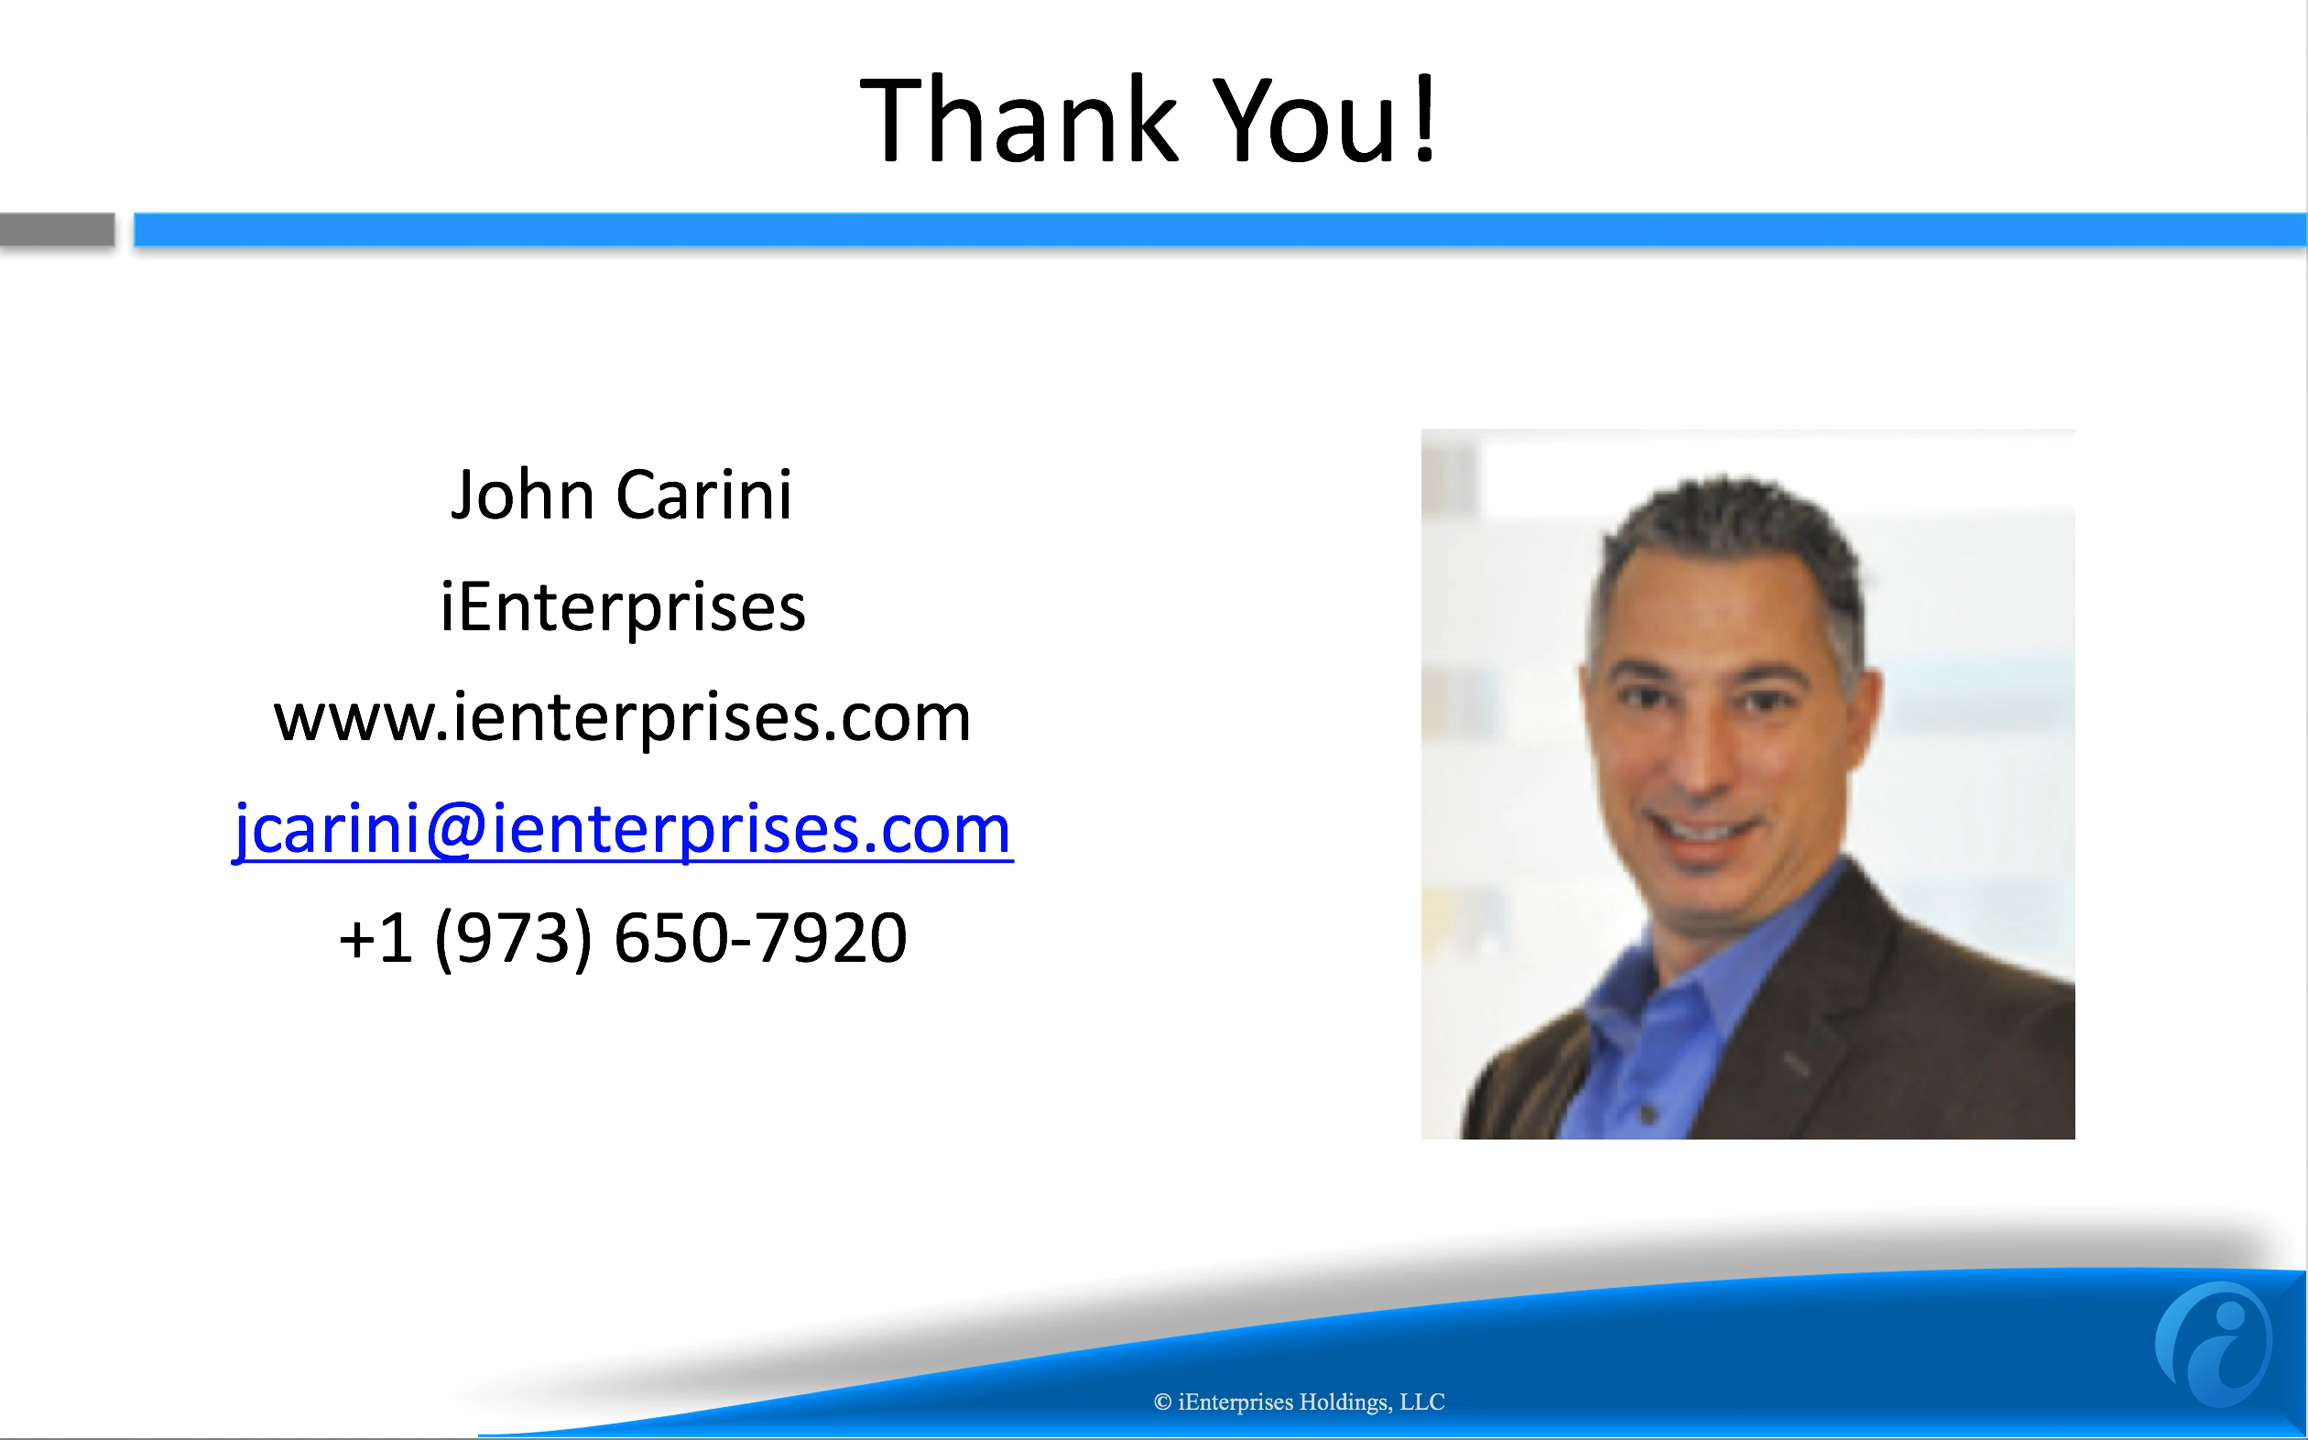 Thank You!
John Carini
iEnterprises
www.ienterprises.com
jcarini@ienterprises.com
+1 (973) 650-7920
© iEnterprises Holdings, LLC